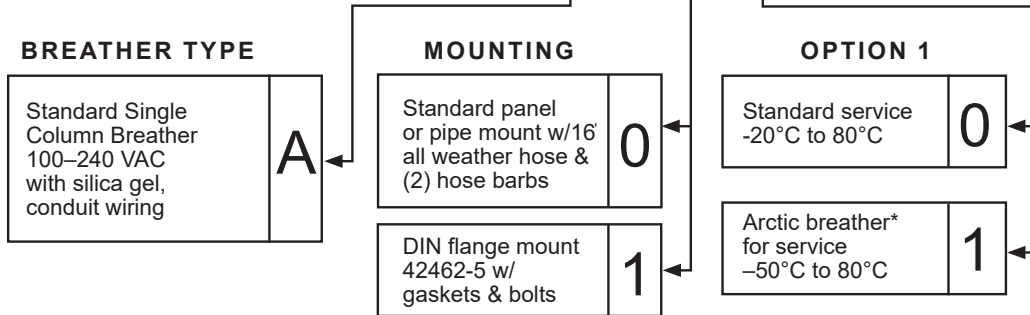 BREATHER TYPE
Standard Single
Column Breather
100–240 VAC
with silica gel,
conduit wiring
A
MOUNTING
Standard panel
or pipe mount w/16'
all weather hose &
(2) hose barbs
0
DIN flange mount
42462-5 w/
gaskets & bolts
1
OPTION 1
Standard service
-20°C to 80°C
0
Arctic breather*
for service
–50°C to 80°C
1